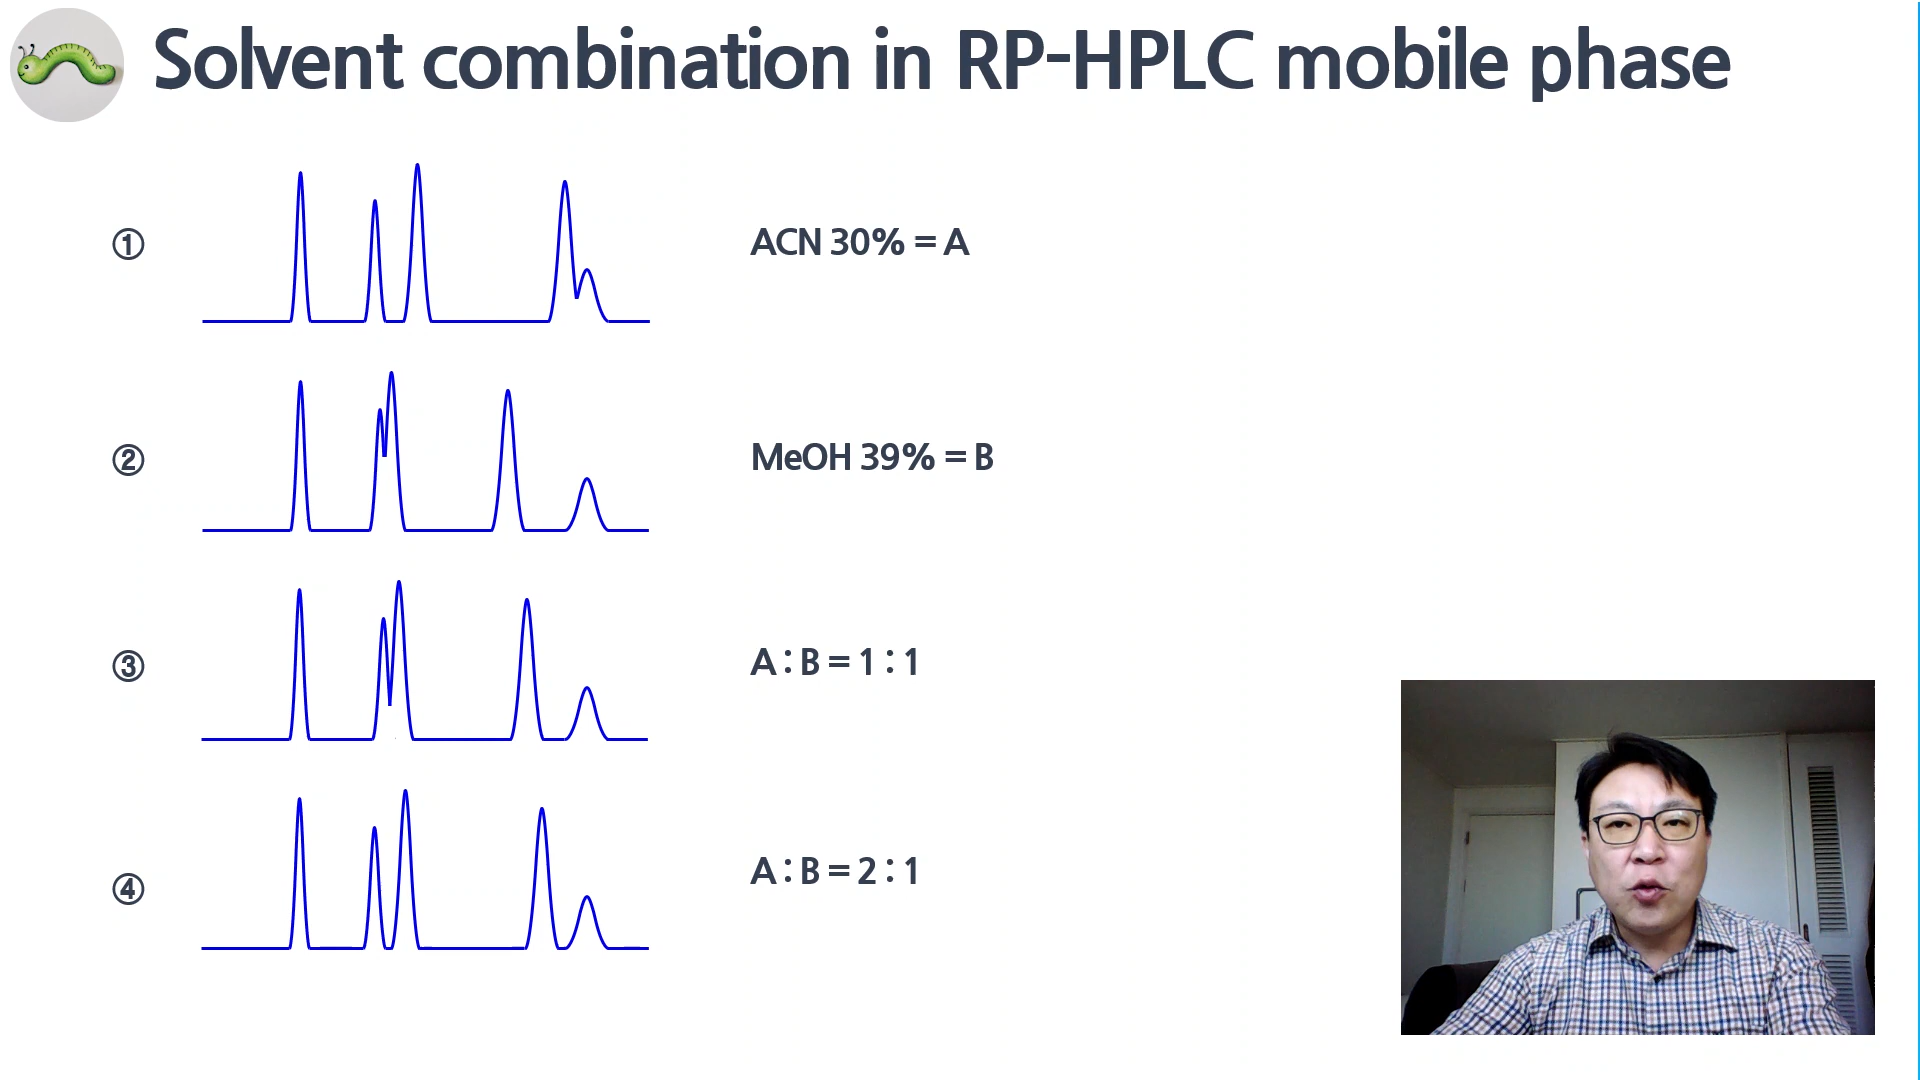 Solvent combination in RP-HPLC mobile phase
① ACN 30% = A
② MeOH 39% = B
③ A : B = 1 : 1
④ A : B = 2 : 1